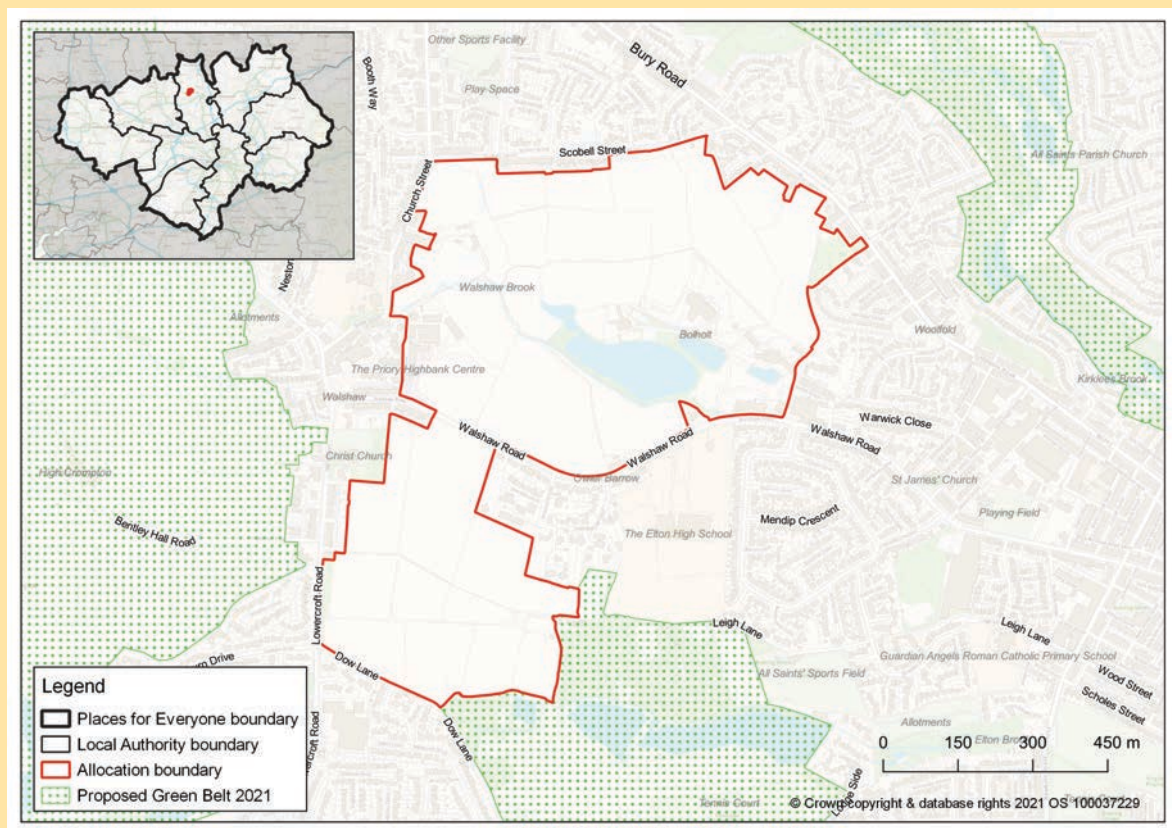 Other Sports Facility
Bury Road
Booth Way
Play Space
All Saints Parish Church
Scobell Street
Church Street
Walshaw Brook
Allotments
Bolholt
Woolfold
Kirklees Brook
The Priory Highbank Centre
Walshaw
Warwick Close
Walshaw Road
Walshaw Road
Walshaw Road
Christ Church
High Crompton
Owler Barrow
St James' Church
Mendip Crescent
Playing Field
The Elton High School
Bentley Hall Road
Lowercroft Road
Leigh Lane
Leigh Lane
Guardian Angels Roman Catholic Primary School
Wood Street
Scholes Street
Dow Lane
All Saints' Sports Field
Allotments
Dow Lane
Legend
Places for Everyone boundary
Local Authority boundary
Allocation boundary
Proposed Green Belt 2021
0 150 300 450 m
Tennis Court
© Crown copyright & database rights 2021 OS 100037229